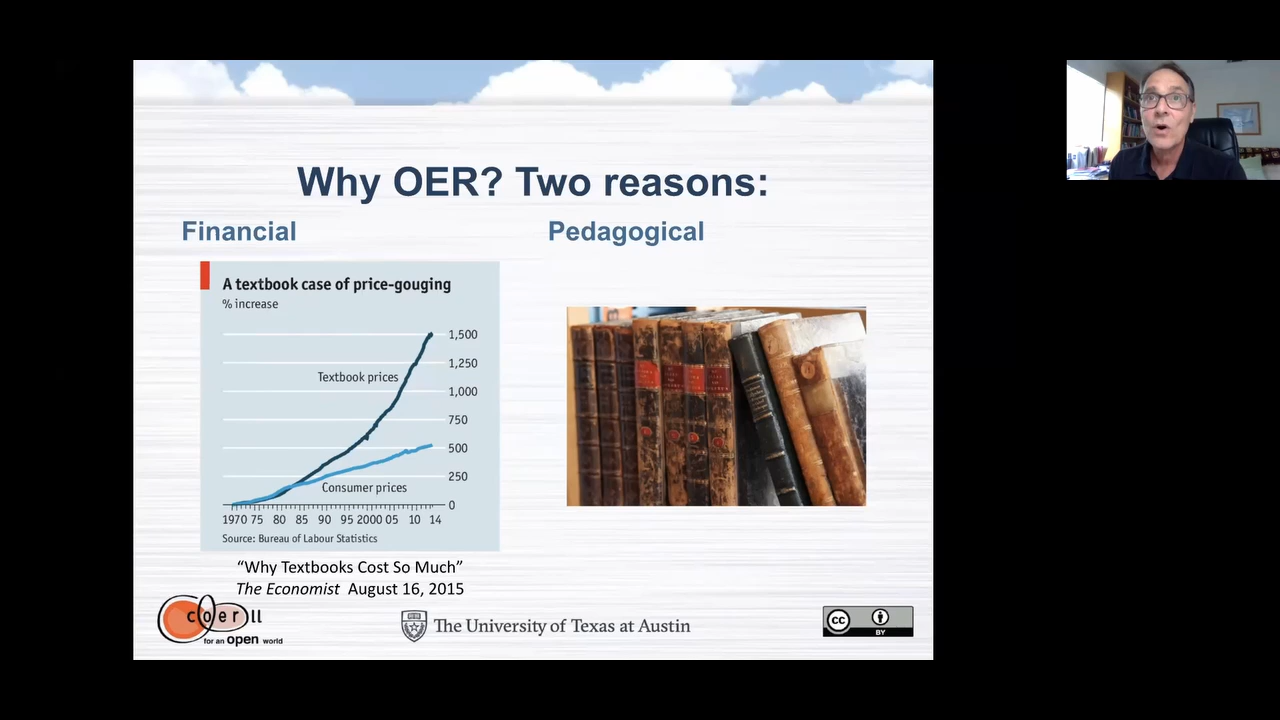 Why OER? Two reasons:
Financial
Pedagogical
A textbook case of price-gouging
% increase
1,500
1,250
Textbook prices
1,000
750
500
250
Consumer prices
0
1970 75 80 85 90 95 2000 05 10 14
Source: Bureau of Labour Statistics
“Why Textbooks Cost So Much”
The Economist August 16, 2015
coerll
for an open world
The University of Texas at Austin
cc
BY